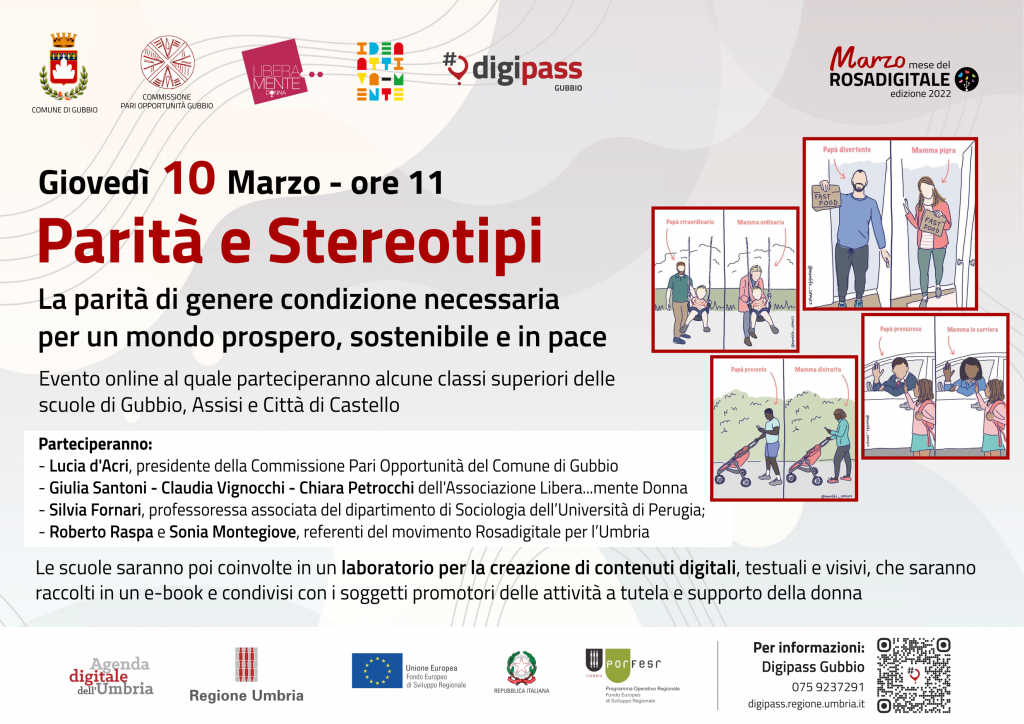 COMUNE DI GUBBIO
COMMISSIONE
PARI OPPORTUNITÀ GUBBIO
LIBERA
MENTE
DONNA
IDEA
ATTI
VA-M
ENTE
#digipass
GUBBIO
Marzo mese del
ROSADIGITALE
edizione 2022
Giovedì 10 Marzo - ore 11
Parità e Stereotipi
La parità di genere condizione necessaria
per un mondo prospero, sostenibile e in pace
Evento online al quale parteciperanno alcune classi superiori delle
scuole di Gubbio, Assisi e Città di Castello
Papà divertente
Mamma pigra
FAST
FOOD
FAST
FOOD
Papà straordinario
Mamma ordinaria
Papà premuroso
Mamma in carriera
Papà presente
Mamma distratta
Parteciperanno:
- Lucia d'Acri, presidente della Commissione Pari Opportunità del Comune di Gubbio
- Giulia Santoni - Claudia Vignocchi - Chiara Petrocchi dell'Associazione Libera...mente Donna
- Silvia Fornari, professoressa associata del dipartimento di Sociologia dell'Università di Perugia;
- Roberto Raspa e Sonia Montegiove, referenti del movimento Rosadigitale per l'Umbria
Le scuole saranno poi coinvolte in un laboratorio per la creazione di contenuti digitali, testuali e visivi, che saranno
raccolti in un e-book e condivisi con i soggetti promotori delle attività a tutela e supporto della donna
Agenda
digitale
dell'Umbria
Regione Umbria
Unione Europea
Fondo Europeo
di Sviluppo Regionale
REPUBBLICA ITALIANA
UMBRIA
POR FESR
Programma Operativo Regionale
Fondo Europeo
di Sviluppo Regionale
Per informazioni:
Digipass Gubbio
075 9237291
digipass.regione.umbria.it